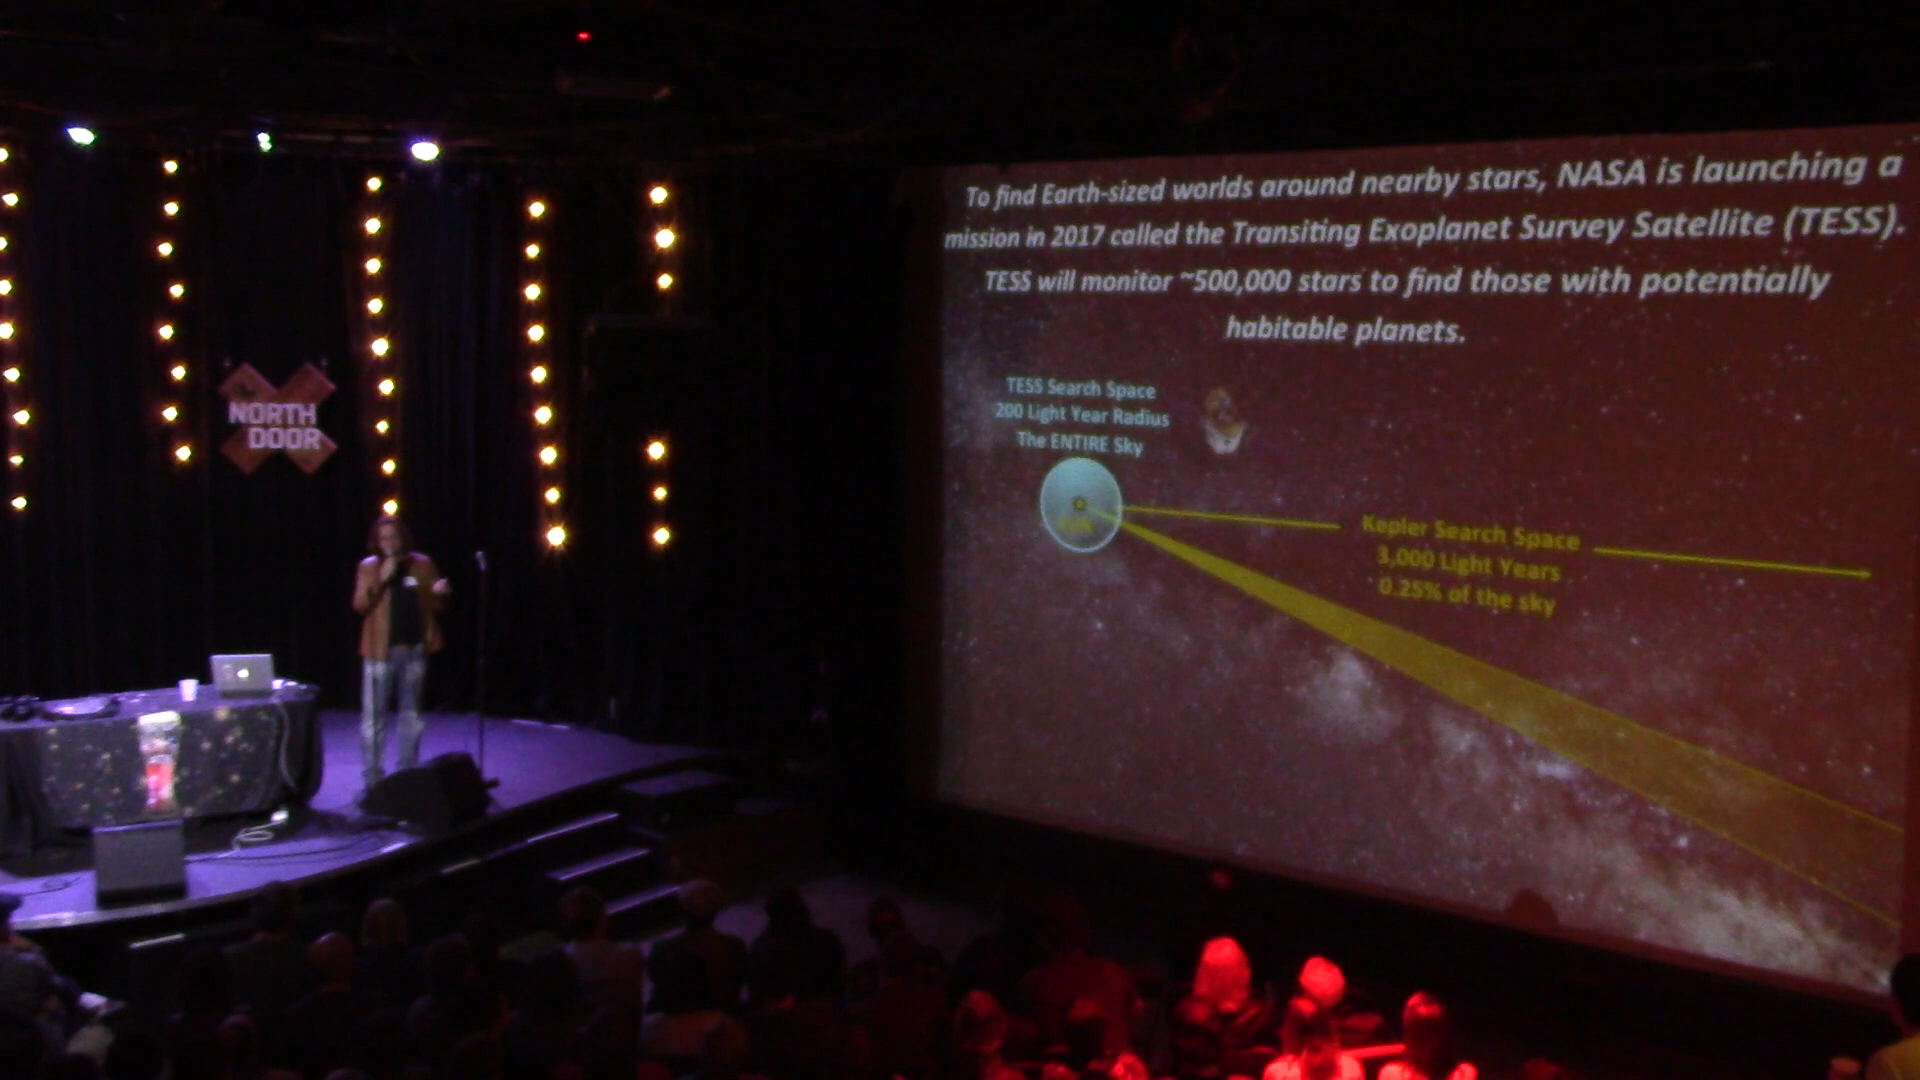 NORTH
DOOR
To find Earth-sized worlds around nearby stars, NASA is launching a
mission in 2017 called the Transiting Exoplanet Survey Satellite (TESS).
TESS will monitor ~500,000 stars to find those with potentially
habitable planets.
TESS Search Space
200 Light Year Radius
The ENTIRE Sky
Kepler Search Space
3,000 Light Years
0.25% of the sky